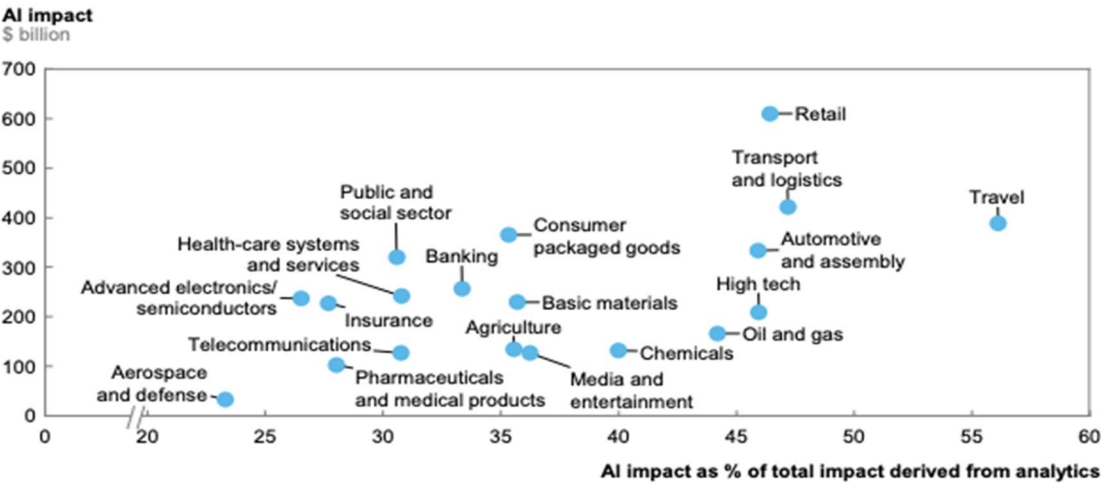 AI impact
$ billion
700
600
500
400
300
200
100
0
Retail
Transport
and logistics
Travel
Public and
social sector
Consumer
packaged goods
Automotive
and assembly
Health-care systems
and services
Banking
High tech
Advanced electronics/
semiconductors
Insurance
Basic materials
Agriculture
Oil and gas
Telecommunications
Chemicals
Aerospace
and defense
Pharmaceuticals
and medical products
Media and
entertainment
0 20 25 30 35 40 45 50 55 60
AI impact as % of total impact derived from analytics